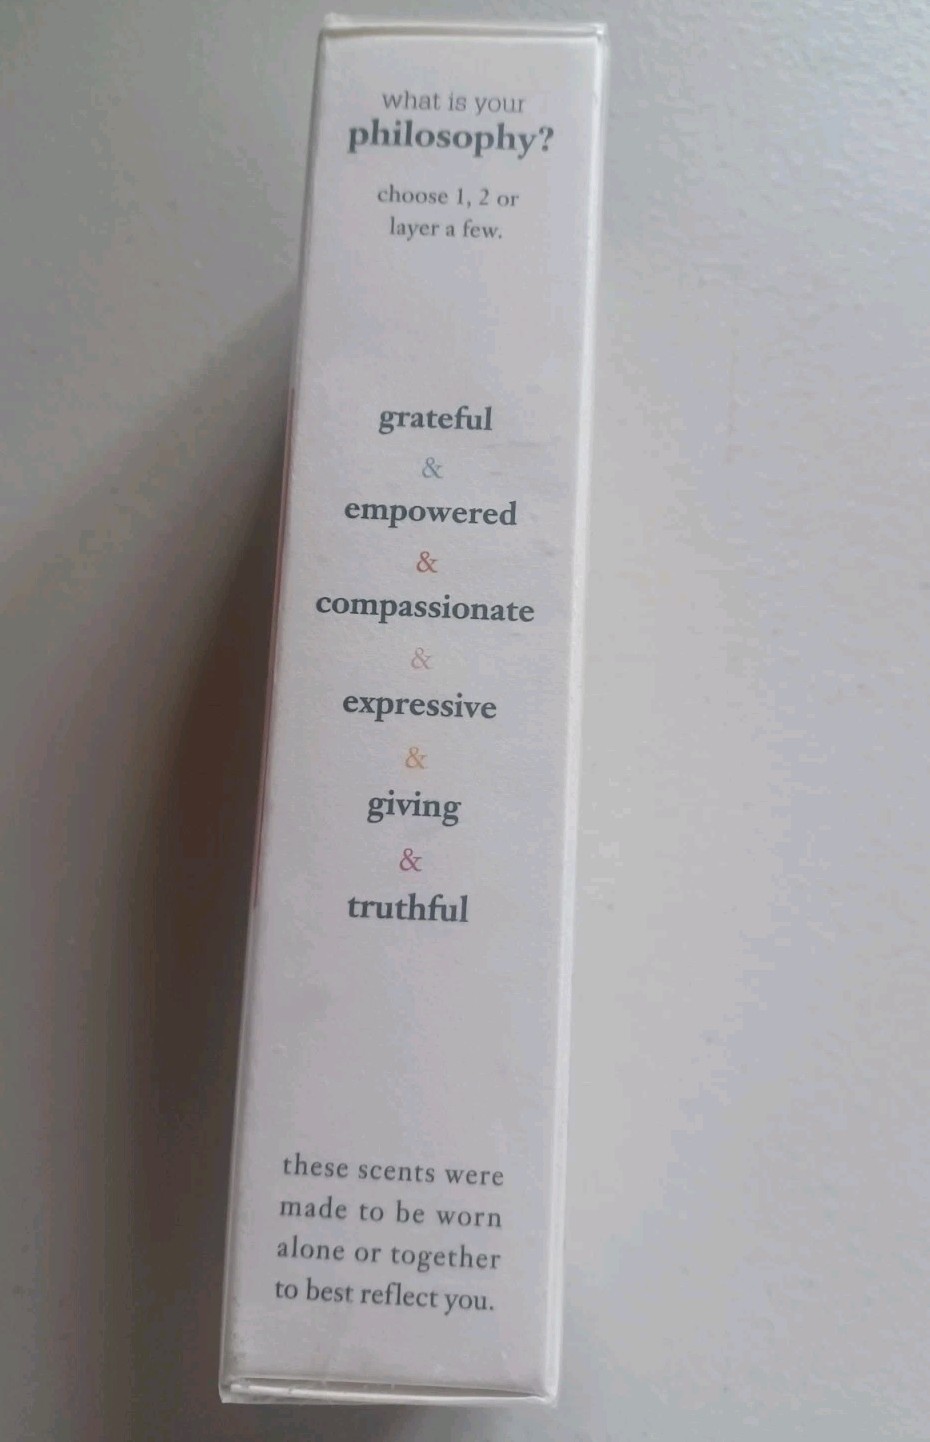 what is your
philosophy?
choose 1, 2 or
layer a few.
grateful
&
empowered
&
compassionate
&
expressive
&
giving
&
truthful
these scents were
made to be worn
alone or together
to best reflect you.